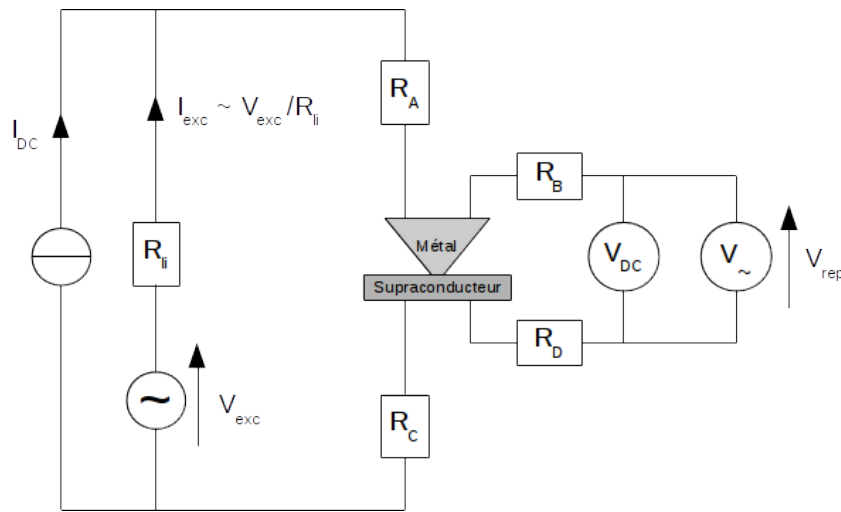 R_A
I_exc ~ V_exc/R_li
I_DC
R_B
R_li
Métal
V_DC
V_~
V_rep
Supraconducteur
R_D
~
V_exc
R_C